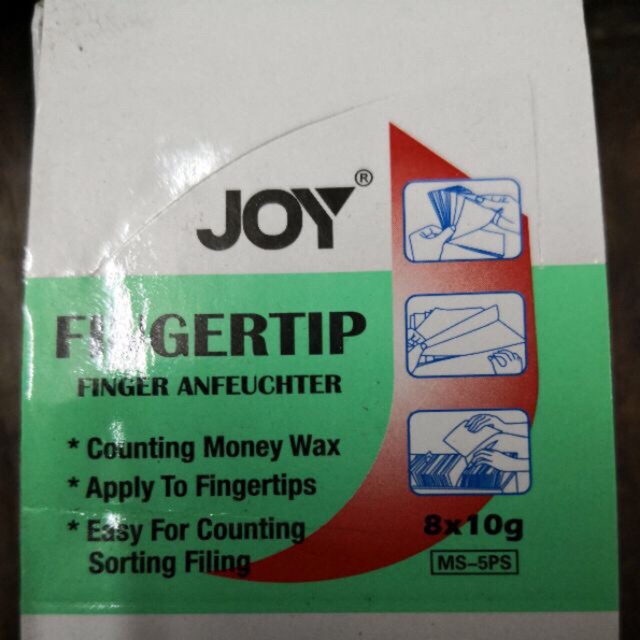 JOY®
FINGERTIP
FINGER ANFEUCHTER
* Counting Money Wax
* Apply To Fingertips
* Easy For Counting
Sorting Filing
8x10g
MS-5PS